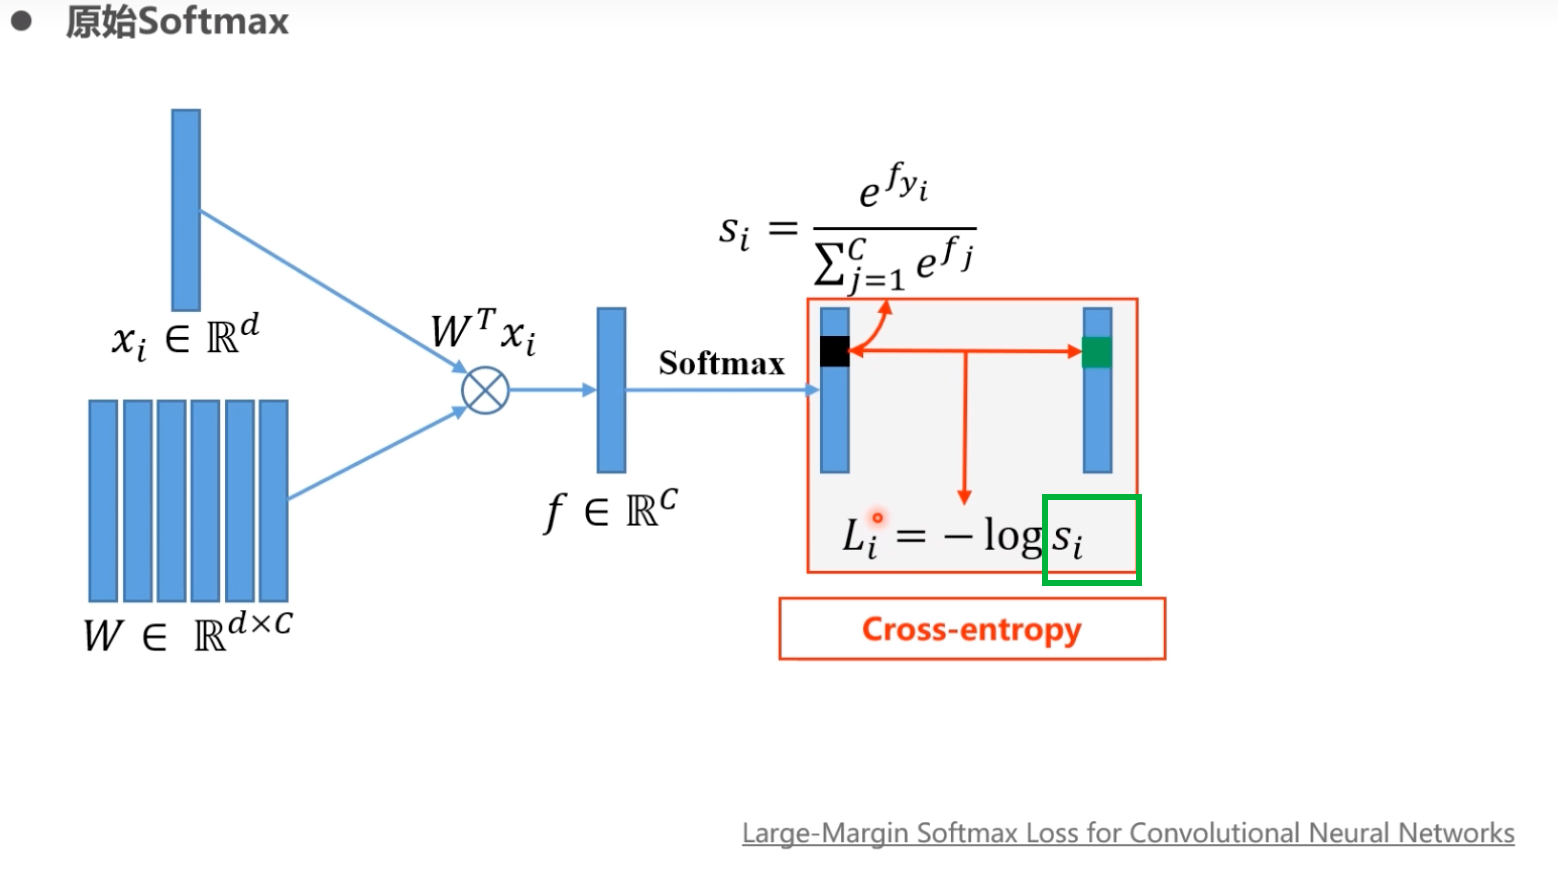 ● 原始Softmax
$s_i = \frac{e^{f_{y_i}}}{\sum_{j=1}^{C} e^{f_j}}$
$x_i \in \mathbb{R}^d$
$W^T x_i$
Softmax
$f \in \mathbb{R}^C$
$L_i = -\log s_i$
$W \in \mathbb{R}^{d \times C}$
Cross-entropy
Large-Margin Softmax Loss for Convolutional Neural Networks